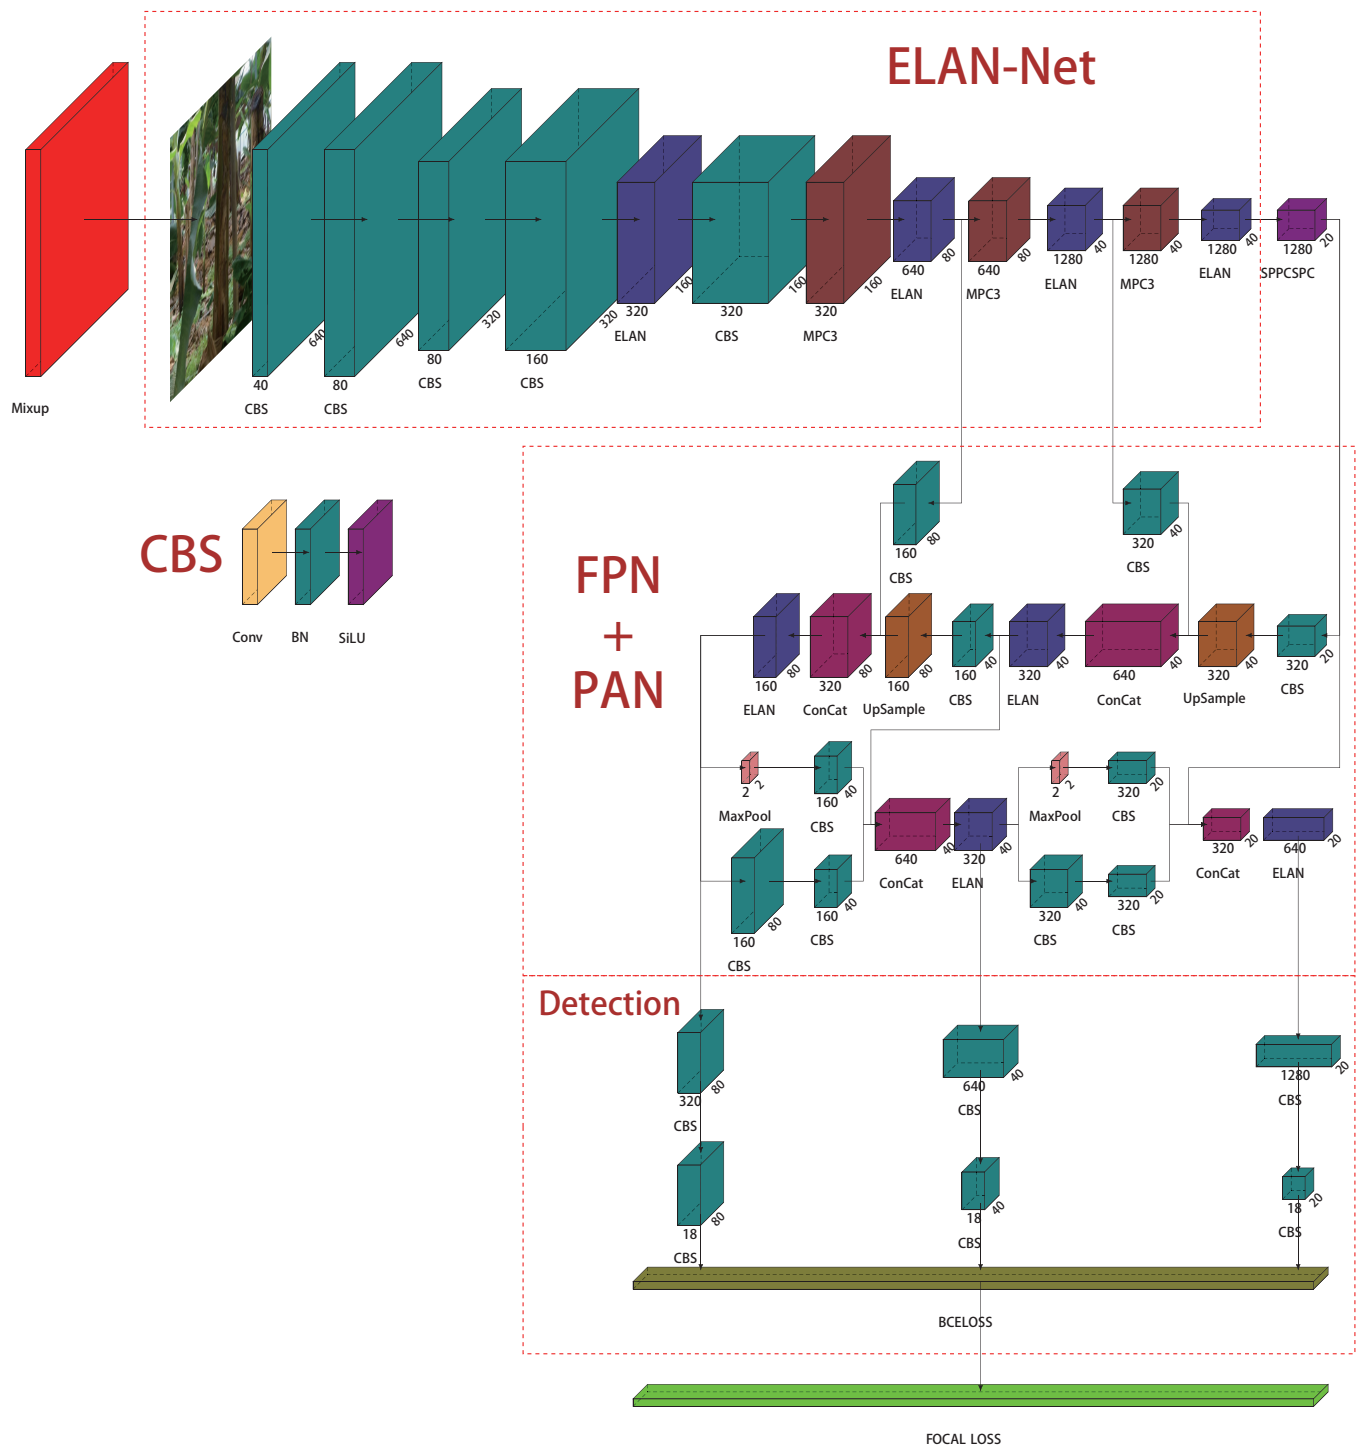 ELAN-Net
Mixup
40
640
CBS
80
640
CBS
80
320
CBS
160
320
CBS
320
160
ELAN
320
160
CBS
320
160
MPC3
640
80
ELAN
640
80
MPC3
1280
40
ELAN
1280
40
MPC3
1280
40
ELAN
1280
20
SPPCSPC
CBS
Conv
BN
SiLU
FPN
+
PAN
160
80
CBS
320
40
CBS
160
80
ELAN
320
80
ConCat
160
80
UpSample
160
40
CBS
320
40
ELAN
640
40
ConCat
320
40
UpSample
320
20
CBS
2
2
MaxPool
160
40
CBS
640
40
ConCat
320
40
ELAN
2
2
MaxPool
320
20
CBS
320
20
ConCat
640
20
ELAN
160
80
CBS
160
40
CBS
320
40
CBS
320
20
CBS
Detection
320
80
CBS
640
40
CBS
1280
20
CBS
18
80
CBS
18
40
CBS
18
20
CBS
BCELOSS
FOCAL LOSS